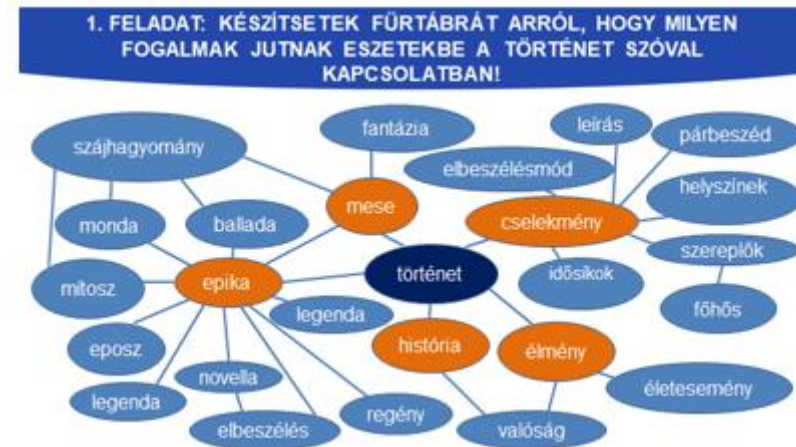 1. FELADAT: KÉSZÍTSETEK FÜRTÁBRÁT ARRÓL, HOGY MILYEN
FOGALMAK JUTNAK ESZETEKBE A TÖRTÉNET SZÓVAL
KAPCSOLATBAN!
fantázia
leírás
párbeszéd
szájhagyomány
elbeszélésmód
helyszínek
mese
cselekmény
monda
ballada
szereplők
történet
idősíkok
epika
mítosz
legenda
főhős
história
élmény
eposz
novella
életesemény
legenda
regény
elbeszélés
valóság